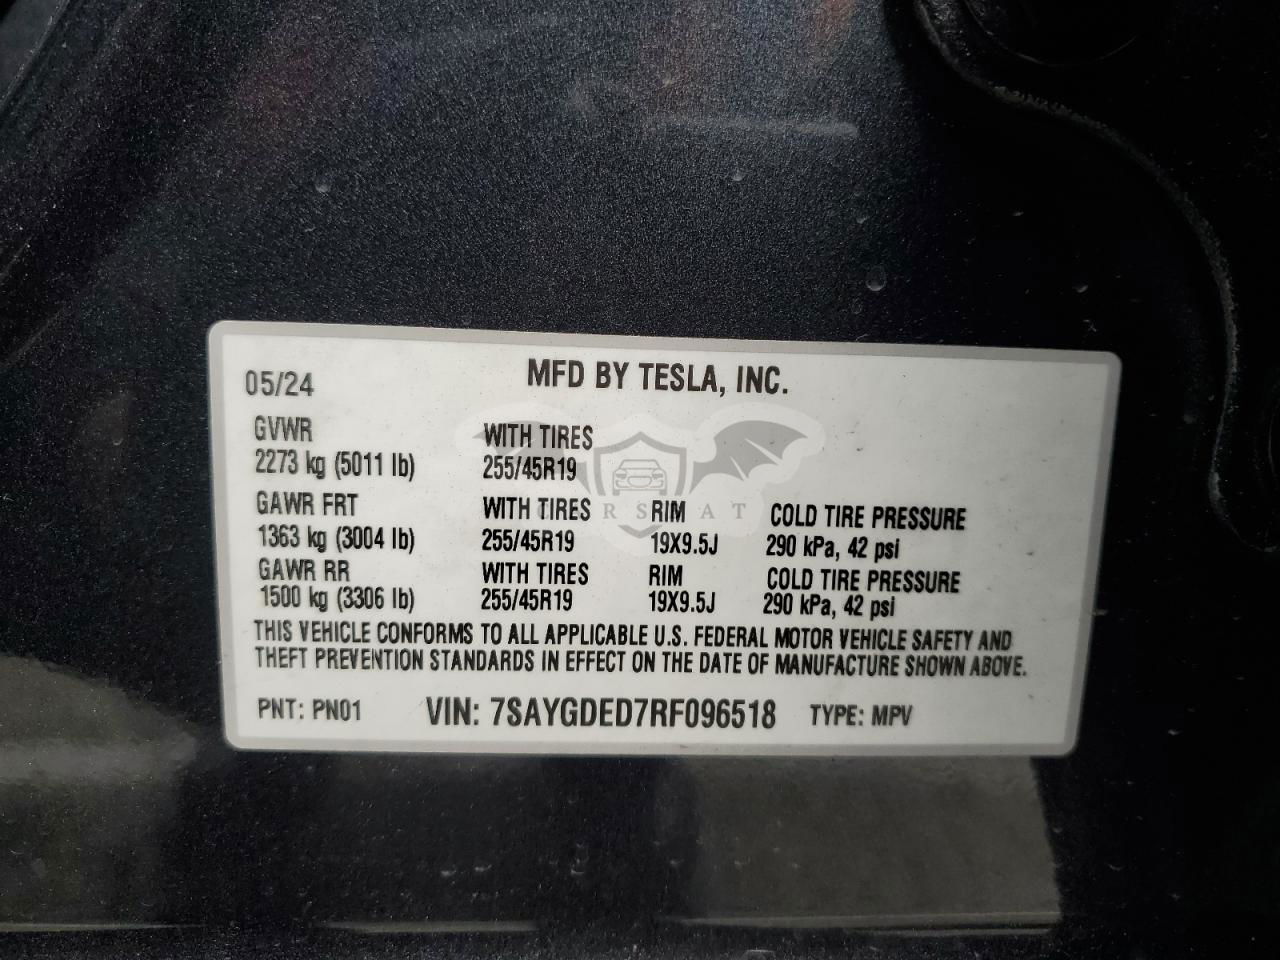 05/24 MFD BY TESLA, INC.
GVWR WITH TIRES
2273 kg (5011 lb) 255/45R19
GAWR FRT WITH TIRES RIM COLD TIRE PRESSURE
1363 kg (3004 lb) 255/45R19 19X9.5J 290 kPa, 42 psi
GAWR RR WITH TIRES RIM COLD TIRE PRESSURE
1500 kg (3306 lb) 255/45R19 19X9.5J 290 kPa, 42 psi
THIS VEHICLE CONFORMS TO ALL APPLICABLE U.S. FEDERAL MOTOR VEHICLE SAFETY AND
THEFT PREVENTION STANDARDS IN EFFECT ON THE DATE OF MANUFACTURE SHOWN ABOVE.
PNT: PN01 VIN: 7SAYGDED7RF096518 TYPE: MPV